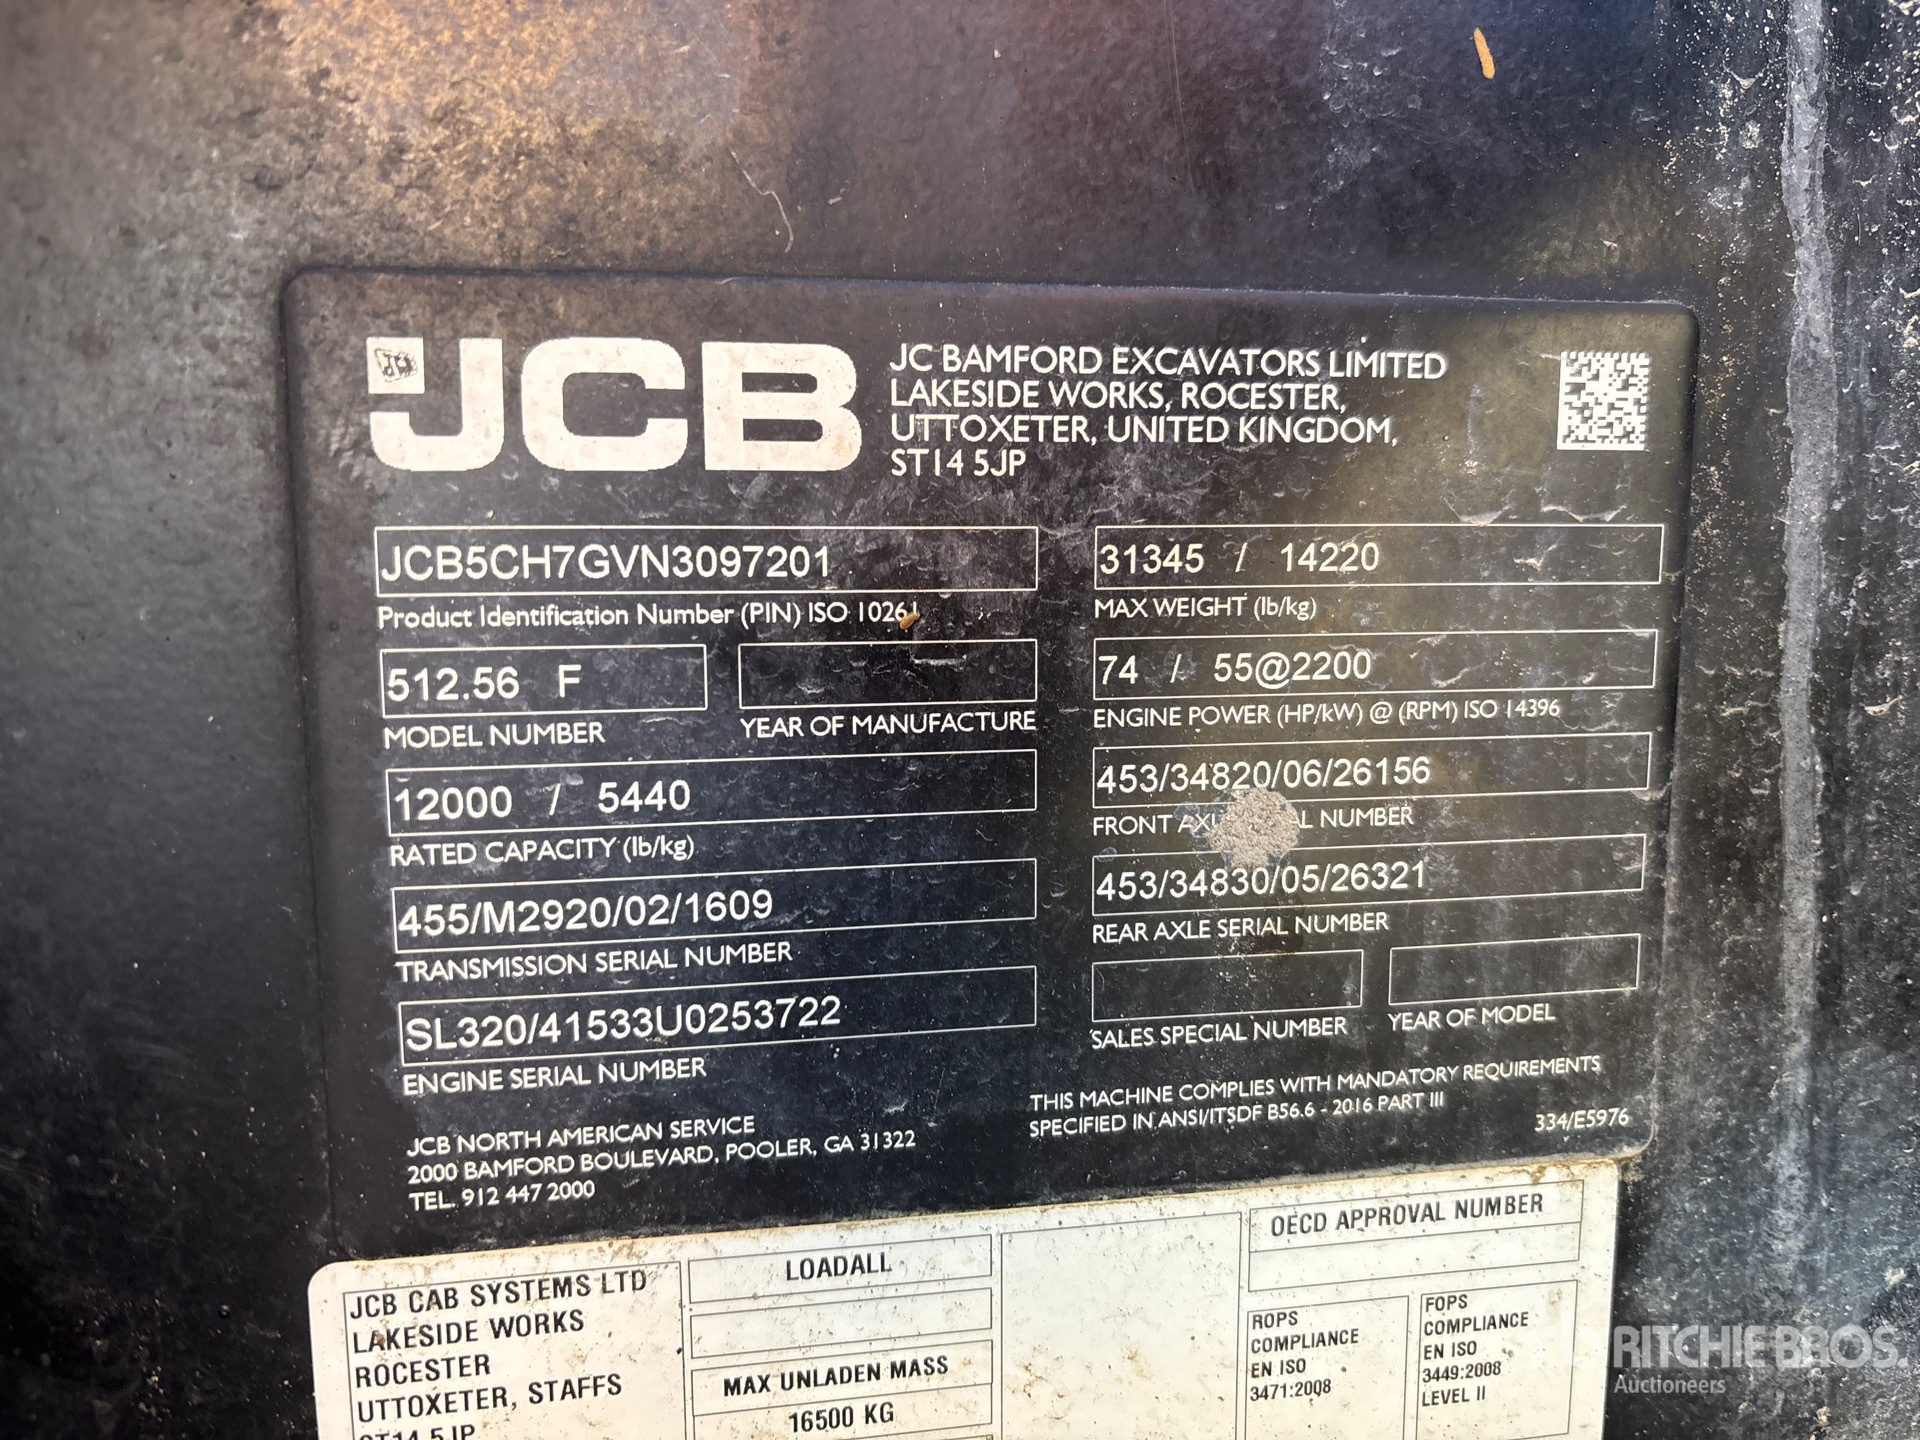 JCB
JC BAMFORD EXCAVATORS LIMITED
LAKESIDE WORKS, ROCESTER,
UTTOXETER, UNITED KINGDOM,
ST14 5JP
JCB5CH7GVN3097201
Product Identification Number (PIN) ISO 10261
512.56 F
MODEL NUMBER
YEAR OF MANUFACTURE
12000 / 5440
RATED CAPACITY (lb/kg)
455/M2920/02/1609
TRANSMISSION SERIAL NUMBER
SL320/41533U0253722
ENGINE SERIAL NUMBER
31345 / 14220
MAX WEIGHT (lb/kg)
74 / 55@2200
ENGINE POWER (HP/kW) @ (RPM) ISO 14396
453/34820/06/26156
FRONT NUMBER
453/34830/05/26321
REAR AXLE SERIAL NUMBER
SALES SPECIAL NUMBER
YEAR OF MODEL
JCB NORTH AMERICAN SERVICE
2000 BAMFORD BOULEVARD, POOLER, GA 31322
TEL. 912 447 2000
THIS MACHINE COMPLIES WITH MANDATORY REQUIREMENTS
SPECIFIED IN ANSI/ITSDF B56.6 - 2016 PART III
334/E5976
JCB CAB SYSTEMS LTD
LAKESIDE WORKS
ROCESTER
UTTOXETER, STAFFS
ST14 5JP
LOADALL
MAX UNLADEN MASS
16500 KG
OECD APPROVAL NUMBER
ROPS
COMPLIANCE
EN ISO
3471:2008
FOPS
COMPLIANCE
EN ISO
3449:2008
LEVEL II
RITCHIE BROS.
Auctioneers